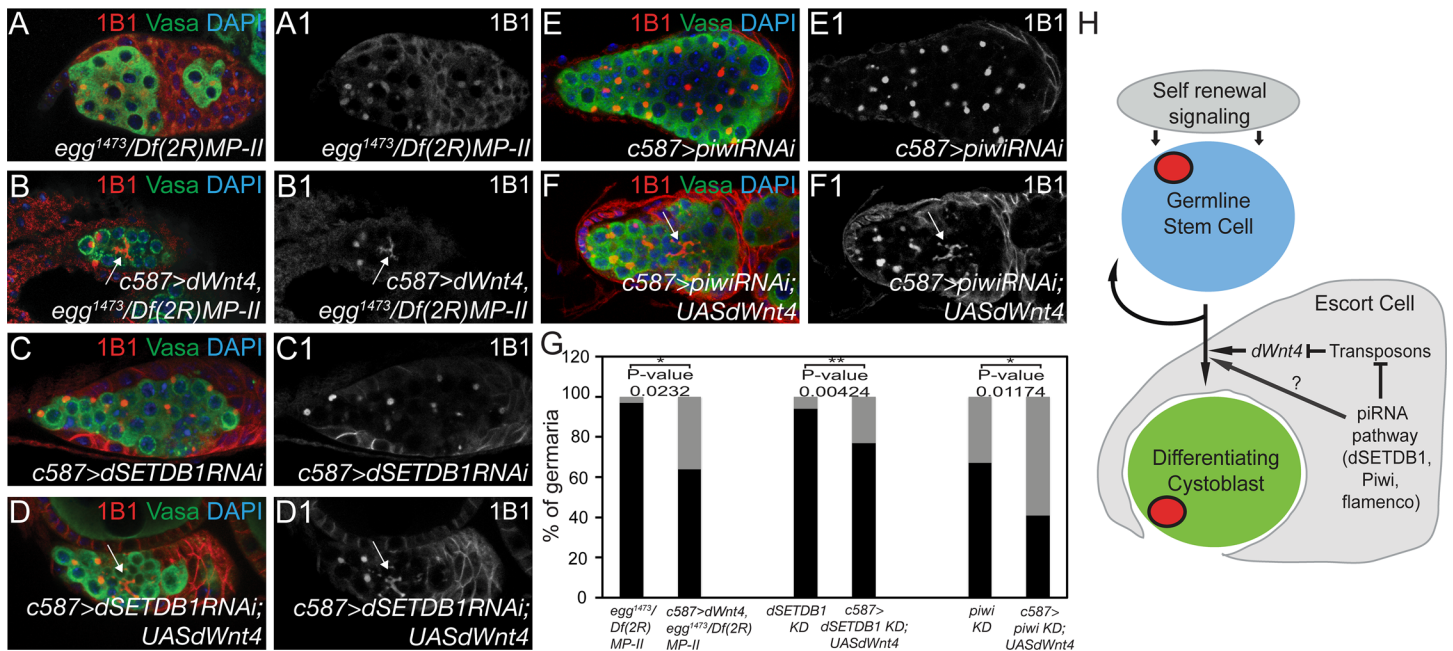 A
1B1 Vasa DAPI
egg¹⁴⁷³/Df(2R)MP-II
A1
1B1
egg¹⁴⁷³/Df(2R)MP-II
B
1B1 Vasa DAPI
c587>dWnt4,
egg¹⁴⁷³/Df(2R)MP-II
B1
1B1
c587>dWnt4,
egg¹⁴⁷³/Df(2R)MP-II
C
1B1 Vasa DAPI
c587>dSETDB1RNAi
C1
1B1
c587>dSETDB1RNAi
D
1B1 Vasa DAPI
c587>dSETDB1RNAi;
UASdWnt4
D1
1B1
c587>dSETDB1RNAi;
UASdWnt4
E
1B1 Vasa DAPI
c587>piwiRNAi
E1
1B1
c587>piwiRNAi
F
1B1 Vasa DAPI
c587>piwiRNAi;
UASdWnt4
F1
1B1
c587>piwiRNAi;
UASdWnt4
G
% of germaria
120
100
80
60
40
20
0
*
P-value
0.0232
**
P-value
0.00424
*
P-value
0.01174
egg¹⁴⁷³/
Df(2R)
MP-II
c587>dWnt4,
egg¹⁴⁷³/Df(2R)
MP-II
dSETDB1
KD
c587>
dSETDB1 KD;
UASdWnt4
piwi
KD
c587>
piwi KD;
UASdWnt4
H
Self renewal
signaling
Germline
Stem Cell
Escort Cell
dWnt4
Transposons
?
piRNA
pathway
(dSETDB1,
Piwi,
flamenco)
Differentiating
Cystoblast